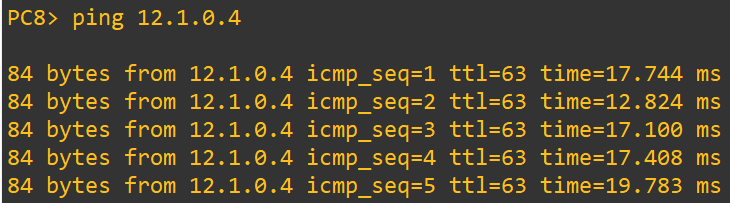 PC8> ping 12.1.0.4
84 bytes from 12.1.0.4 icmp_seq=1 ttl=63 time=17.744 ms
84 bytes from 12.1.0.4 icmp_seq=2 ttl=63 time=12.824 ms
84 bytes from 12.1.0.4 icmp_seq=3 ttl=63 time=17.100 ms
84 bytes from 12.1.0.4 icmp_seq=4 ttl=63 time=17.408 ms
84 bytes from 12.1.0.4 icmp_seq=5 ttl=63 time=19.783 ms